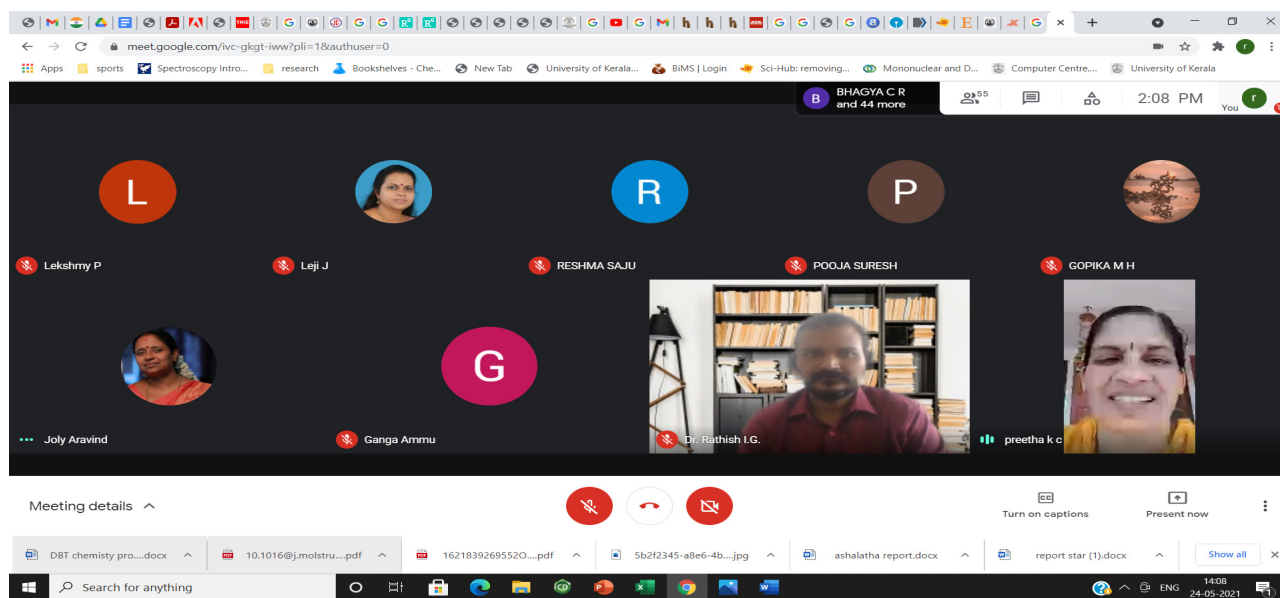 meet.google.com/ivc-gkgt-iww?pli=1&authuser=0
Apps sports Spectroscopy Intro... research Bookshelves - Che... New Tab University of Kerala... BiMS | Login Sci-Hub: removing... Mononuclear and D... Computer Centre,... University of Kerala
B BHAGYA C R
and 44 more
55
2:08 PM
You
r
L
R
P
Lekshmy P
Leji J
RESHMA SAJU
POOJA SURESH
GOPIKA M H
G
Joly Aravind
Ganga Ammu
Dr. Rathish I.G.
preetha k c
Meeting details
Turn on captions
Present now
DBT chemisty pro....docx
10.1016@j.molstru....pdf
1621839269552O....pdf
5b2f2345-a8e6-4b....jpg
ashalatha report.docx
report star (1).docx
Show all
Search for anything
ENG
14:08
24-05-2021